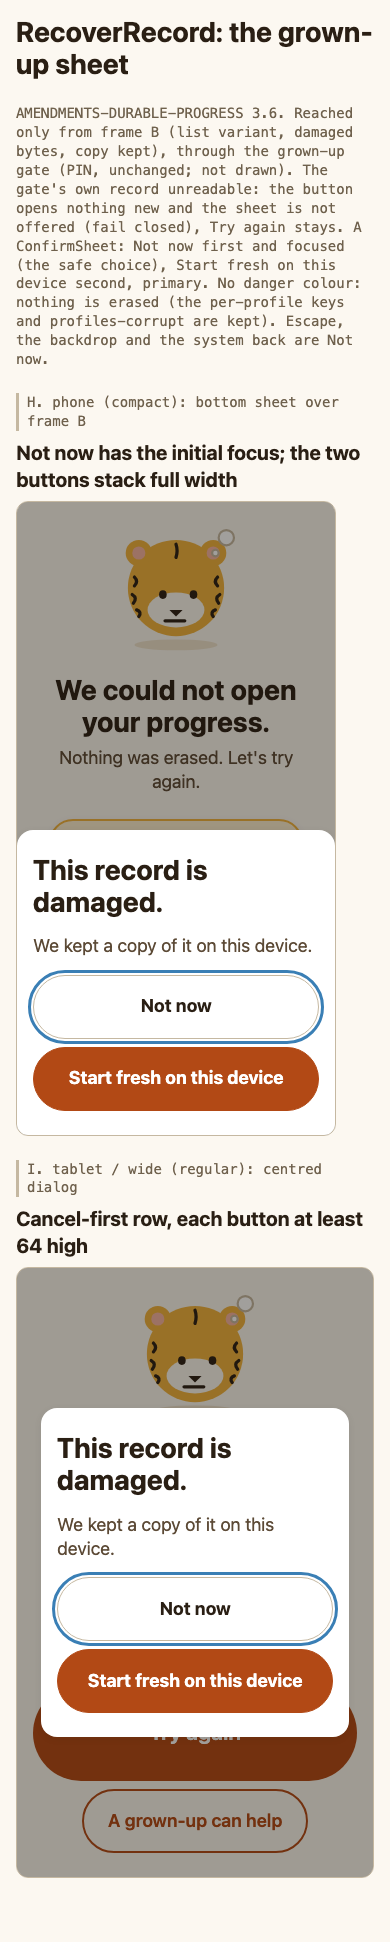 RecoverRecord: the grown-
up sheet
AMENDMENTS-DURABLE-PROGRESS 3.6. Reached
only from frame B (list variant, damaged
bytes, copy kept), through the grown-up
gate (PIN, unchanged; not drawn). The
gate's own record unreadable: the button
opens nothing new and the sheet is not
offered (fail closed), Try again stays. A
ConfirmSheet: Not now first and focused
(the safe choice), Start fresh on this
device second, primary. No danger colour:
nothing is erased (the per-profile keys
and profiles-corrupt are kept). Escape,
the backdrop and the system back are Not
now.
H. phone (compact): bottom sheet over
frame B
Not now has the initial focus; the two
buttons stack full width
We could not open
your progress.
Nothing was erased. Let's try
again.
This record is
damaged.
We kept a copy of it on this device.
Not now
Start fresh on this device
I. tablet / wide (regular): centred
dialog
Cancel-first row, each button at least
64 high
This record is
damaged.
We kept a copy of it on this
device.
Not now
Start fresh on this device
Try again
A grown-up can help